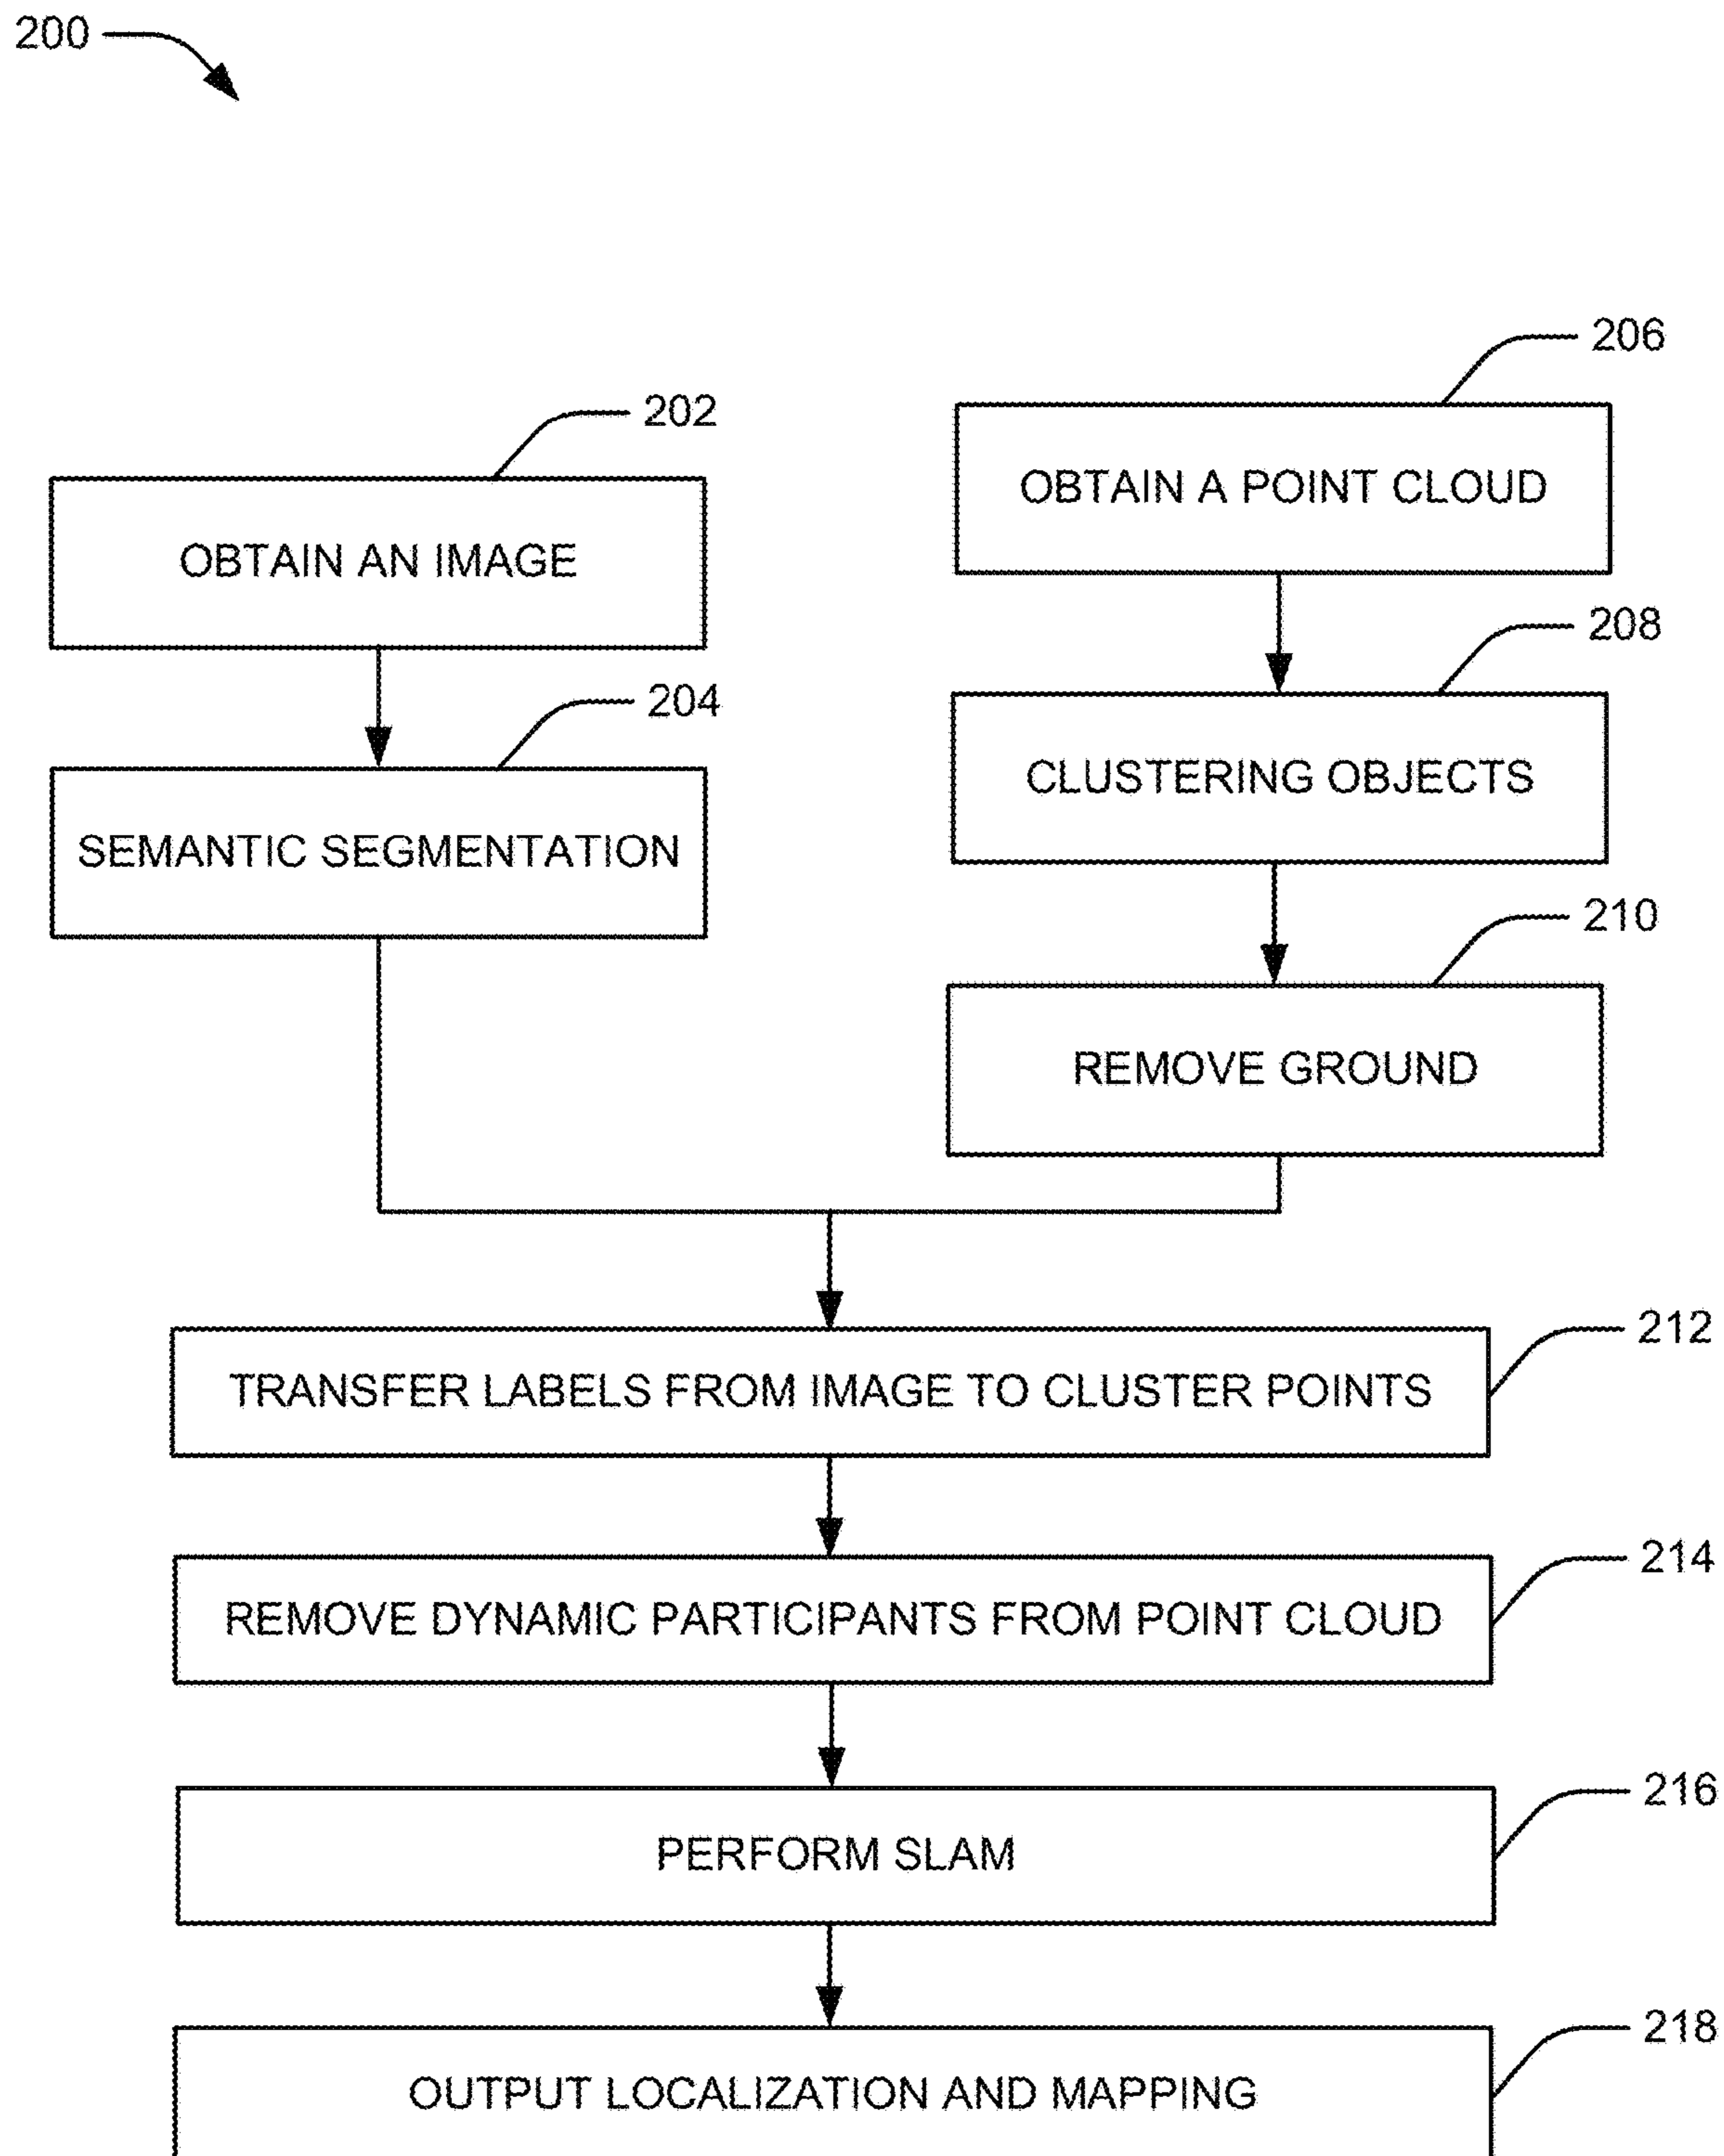 200
206
202
OBTAIN A POINT CLOUD
OBTAIN AN IMAGE
208
204
CLUSTERING OBJECTS
SEMANTIC SEGMENTATION
210
REMOVE GROUND
212
TRANSFER LABELS FROM IMAGE TO CLUSTER POINTS
214
REMOVE DYNAMIC PARTICIPANTS FROM POINT CLOUD
216
PERFORM SLAM
218
OUTPUT LOCALIZATION AND MAPPING